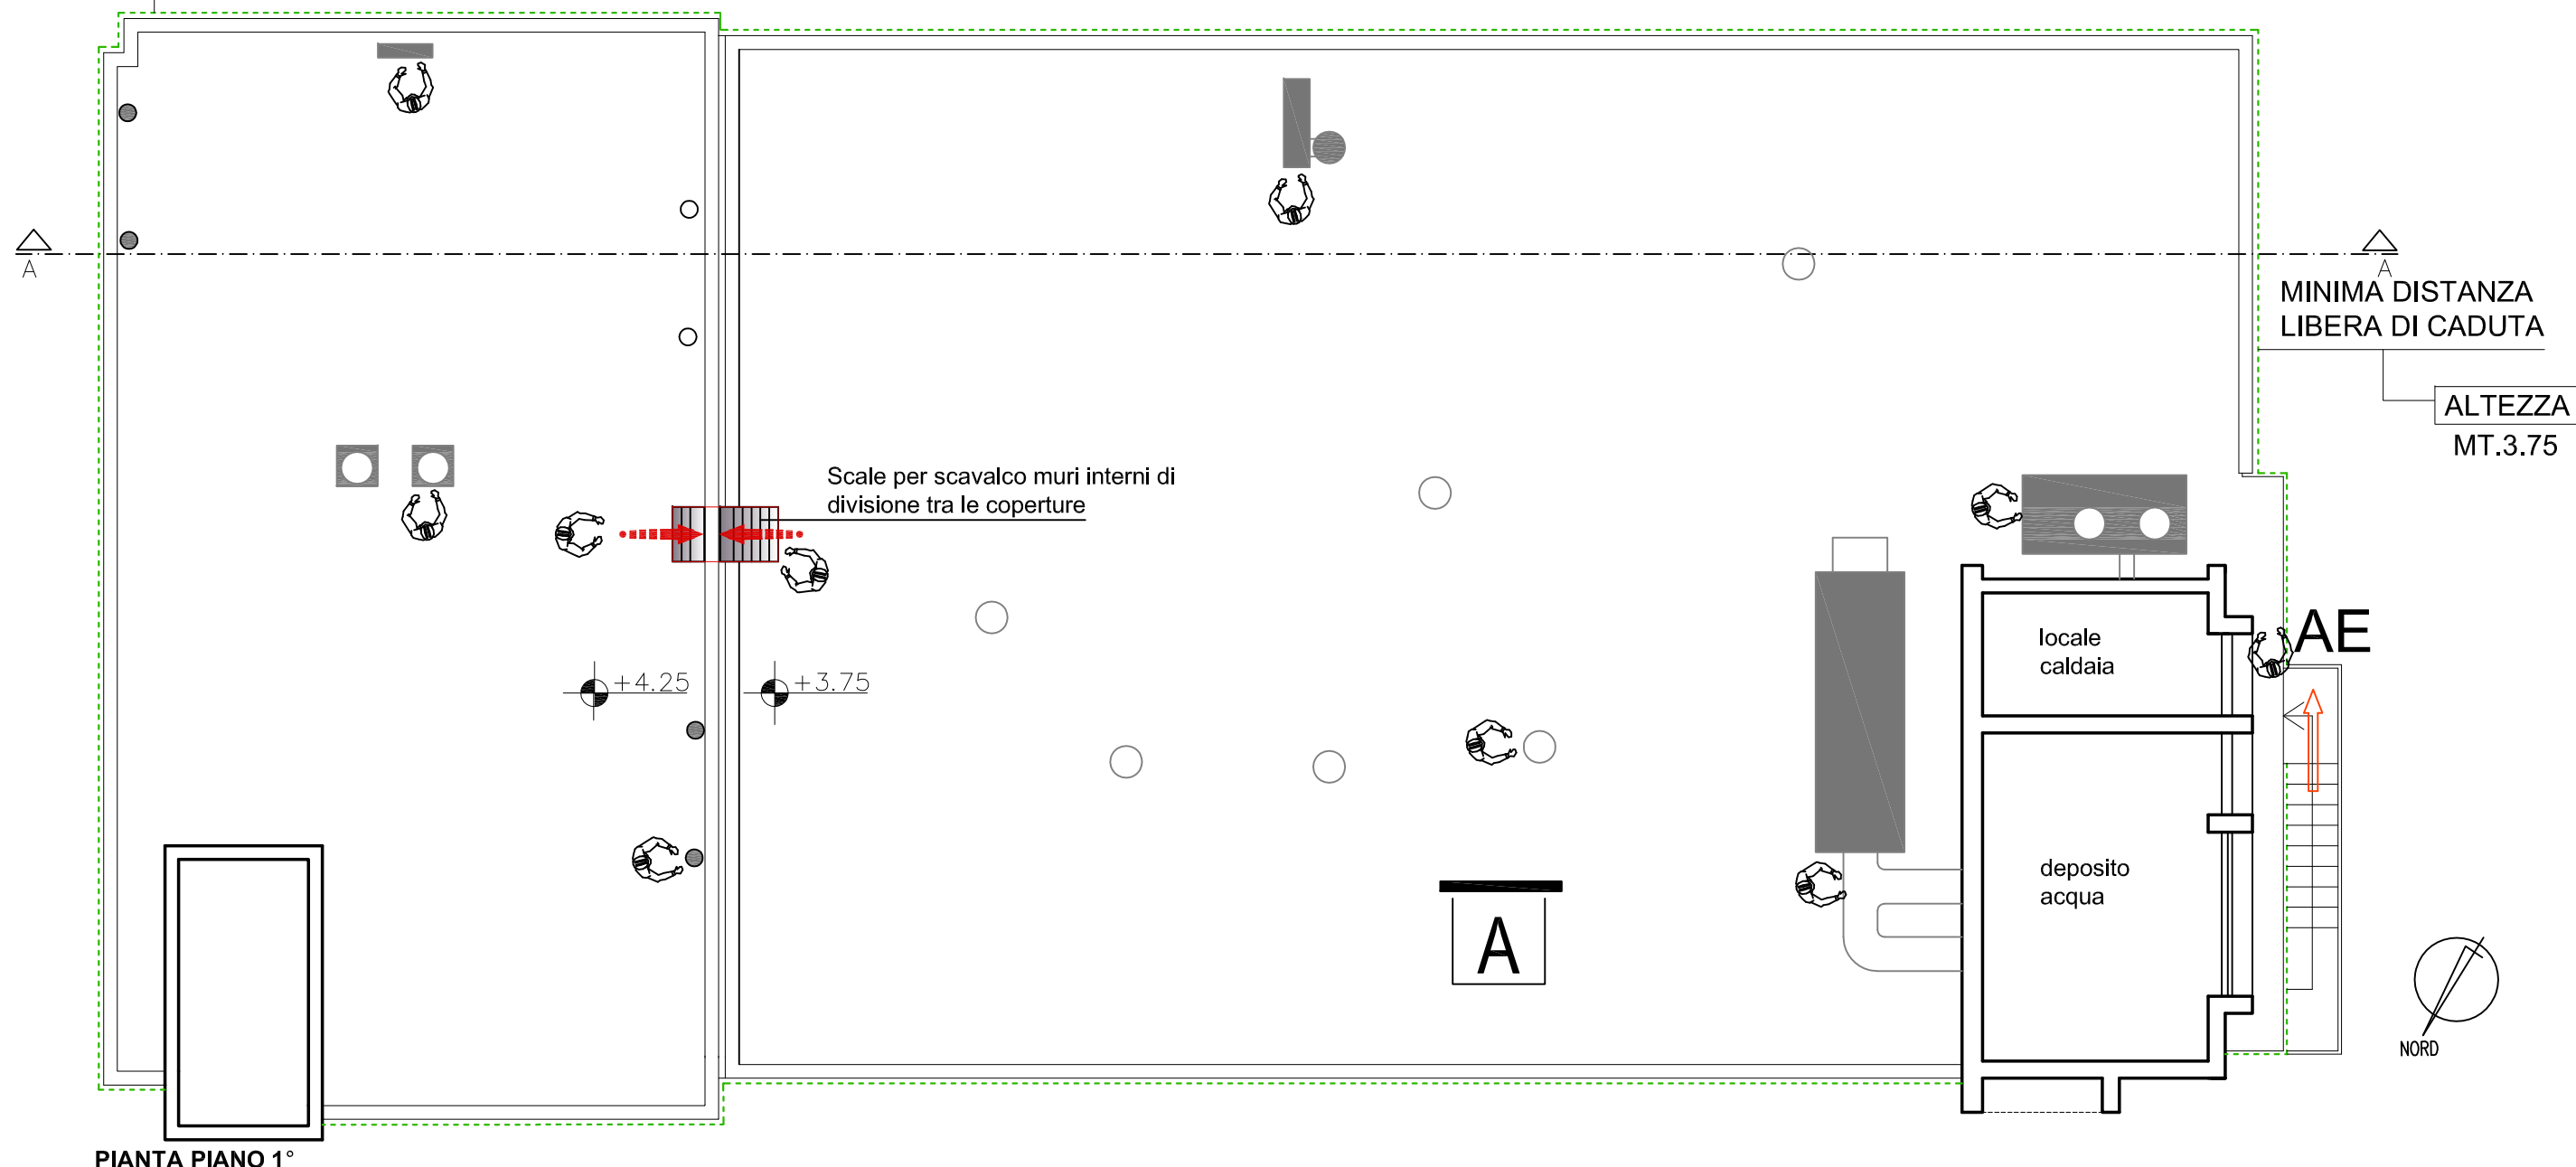 A
A
MINIMA DISTANZA
LIBERA DI CADUTA
ALTEZZA
MT.3.75
Scale per scavalco muri interni di
divisione tra le coperture
AE
locale
caldaia
+4.25
+3.75
deposito
acqua
A
NORD
PIANTA PIANO 1°